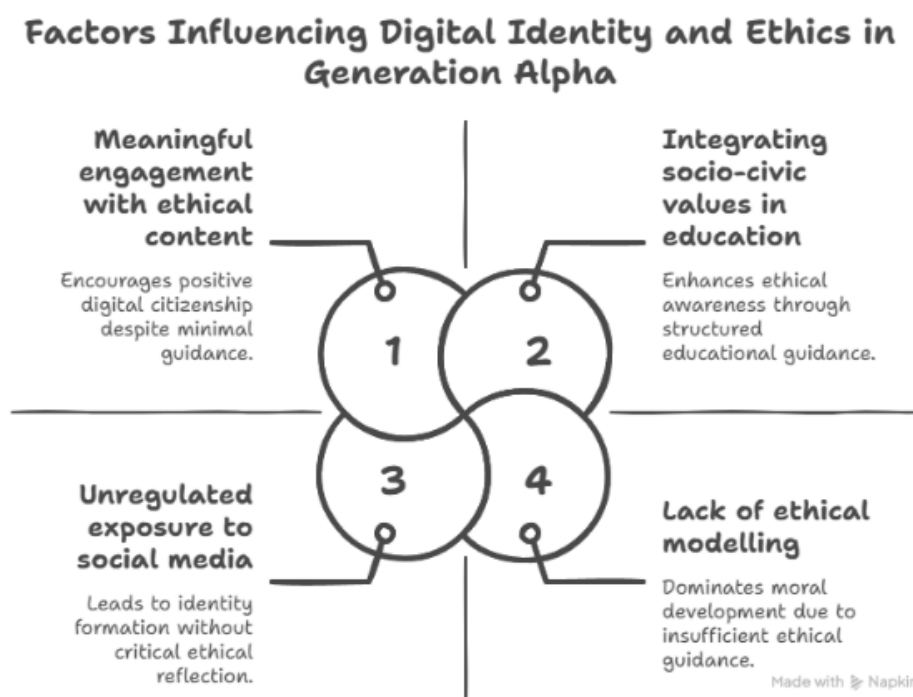 Factors Influencing Digital Identity and Ethics in
Generation Alpha
Meaningful
engagement
with ethical
content
Encourages positive
digital citizenship
despite minimal
guidance.
Integrating
socio-civic
values in
education
Enhances ethical
awareness through
structured
educational guidance.
1
2
3
4
Unregulated
exposure to
social media
Leads to identity
formation without
critical ethical
reflection.
Lack of ethical
modelling
Dominates moral
development due to
insufficient ethical
guidance.
Made with Napkin